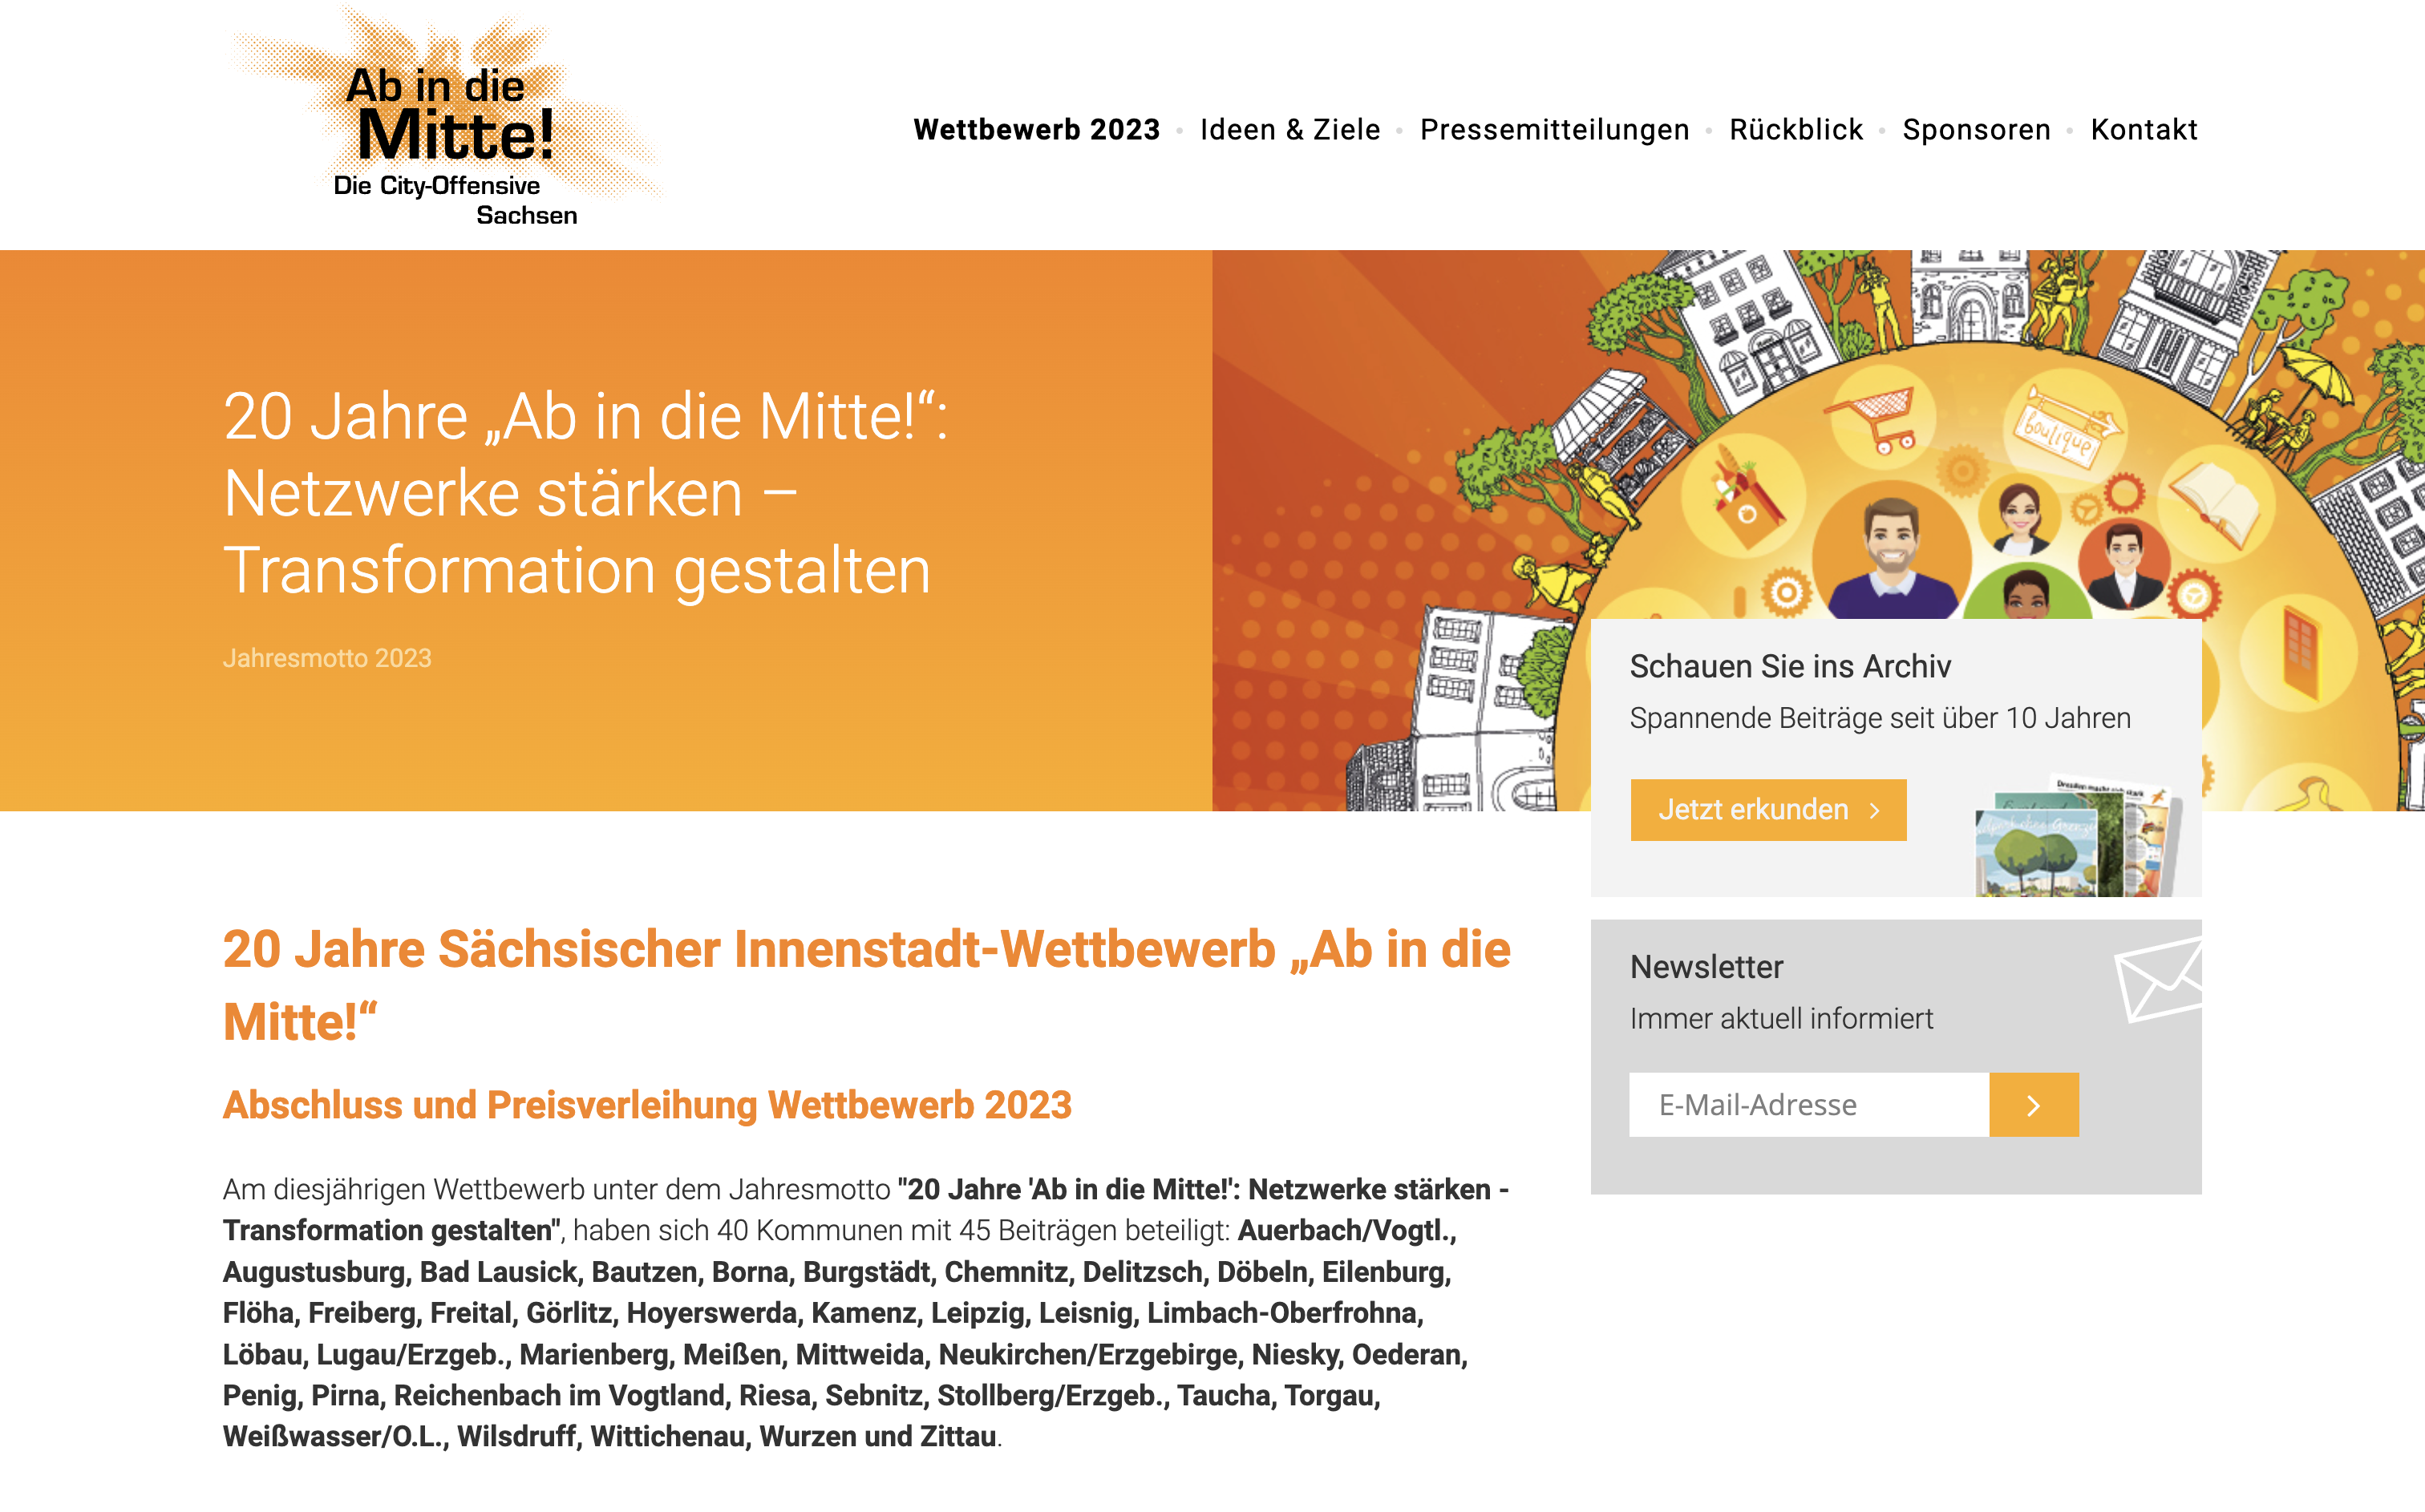 Ab in die
Mitte!
Die City-Offensive
Sachsen
Wettbewerb 2023 • Ideen & Ziele • Pressemitteilungen • Rückblick • Sponsoren • Kontakt
20 Jahre „Ab in die Mitte!“:
Netzwerke stärken –
Transformation gestalten
Jahresmotto 2023
boutique
Schauen Sie ins Archiv
Spannende Beiträge seit über 10 Jahren
Jetzt erkunden
20 Jahre Sächsischer Innenstadt-Wettbewerb „Ab in die
Mitte!“
Abschluss und Preisverleihung Wettbewerb 2023
Am diesjährigen Wettbewerb unter dem Jahresmotto "20 Jahre 'Ab in die Mitte!': Netzwerke stärken -
Transformation gestalten", haben sich 40 Kommunen mit 45 Beiträgen beteiligt: Auerbach/Vogtl.,
Augustusburg, Bad Lausick, Bautzen, Borna, Burgstädt, Chemnitz, Delitzsch, Döbeln, Eilenburg,
Flöha, Freiberg, Freital, Görlitz, Hoyerswerda, Kamenz, Leipzig, Leisnig, Limbach-Oberfrohna,
Löbau, Lugau/Erzgeb., Marienberg, Meißen, Mittweida, Neukirchen/Erzgebirge, Niesky, Oederan,
Penig, Pirna, Reichenbach im Vogtland, Riesa, Sebnitz, Stollberg/Erzgeb., Taucha, Torgau,
Weißwasser/O.L., Wilsdruff, Wittichenau, Wurzen und Zittau.
Newsletter
Immer aktuell informiert
E-Mail-Adresse